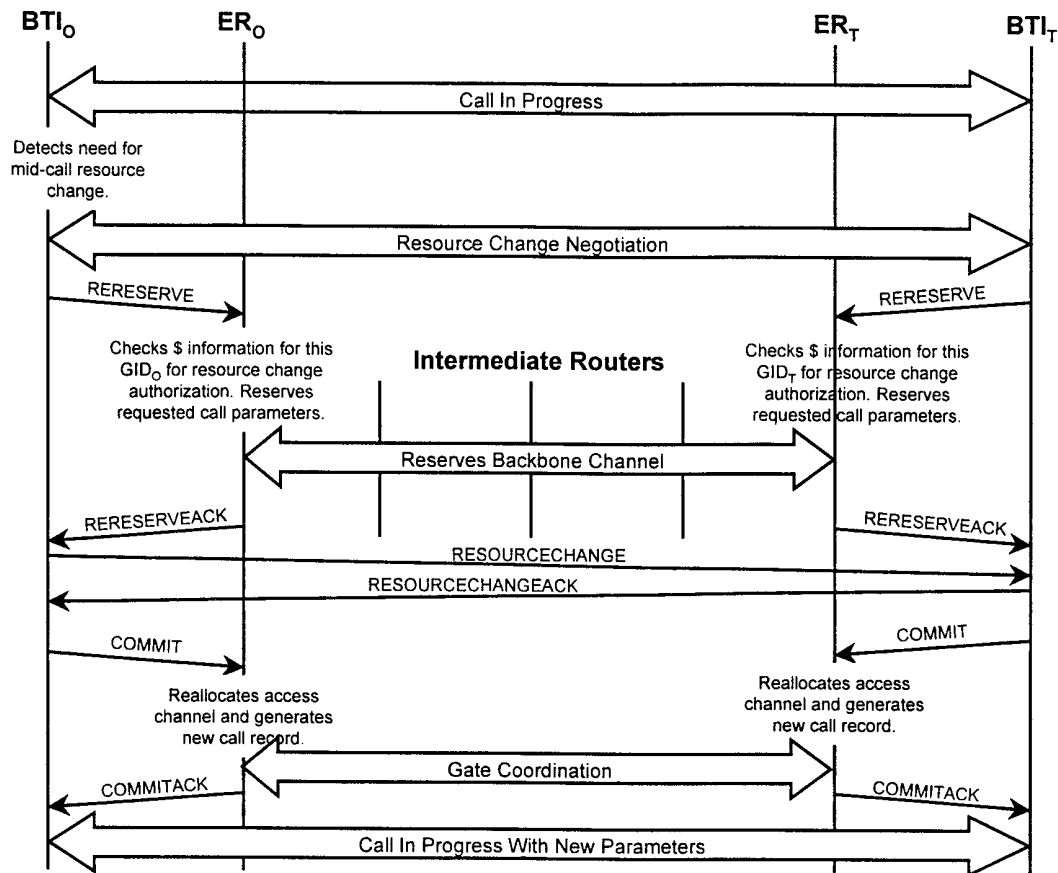 BTI_O ER_O ER_T BTI_T
Call In Progress
Detects need for
mid-call resource
change.
Resource Change Negotiation
RERESERVE
RERESERVE
Checks $ information for this
GID_O for resource change
authorization. Reserves
requested call parameters.
Intermediate Routers
Checks $ information for this
GID_T for resource change
authorization. Reserves
requested call parameters.
Reserves Backbone Channel
RERESERVEACK
RERESERVEACK
RESOURCECHANGE
RESOURCECHANGEACK
COMMIT
COMMIT
Reallocates access
channel and generates
new call record.
Reallocates access
channel and generates
new call record.
Gate Coordination
COMMITACK
COMMITACK
Call In Progress With New Parameters